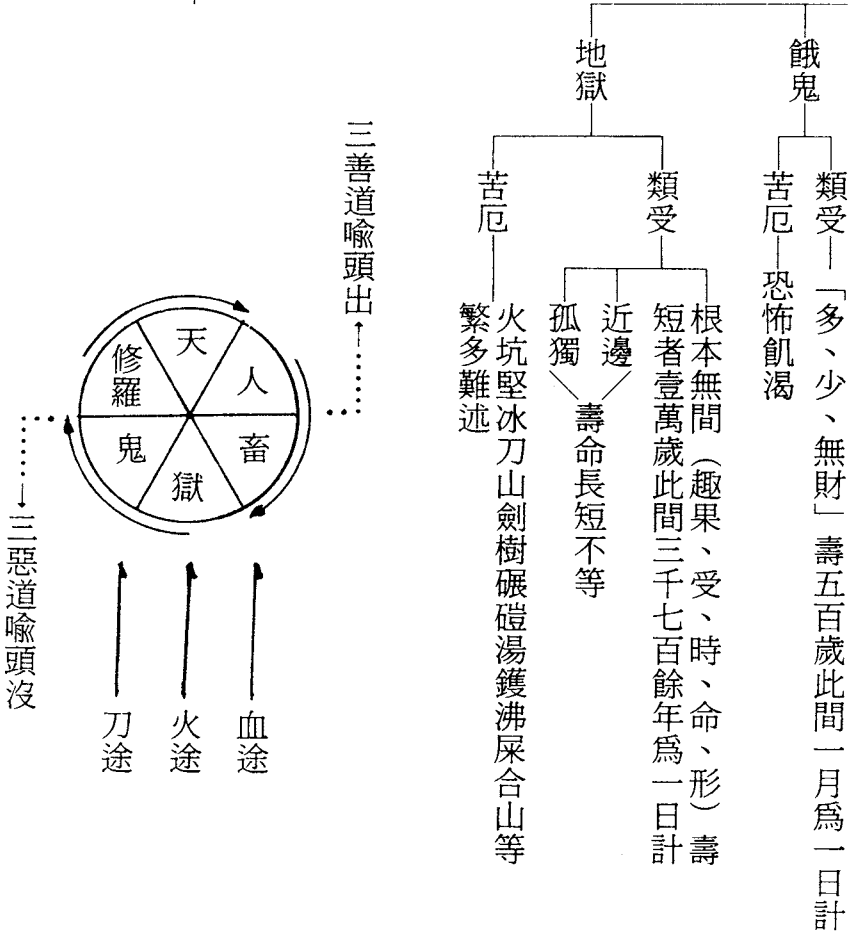 餓鬼
類受
「多、少、無財」壽五百歲此間一月爲一日計
苦厄
恐怖飢渴
地獄
類受
根本無間（趣果、受、時、命、形）壽
短者壹萬歲此間三千七百餘年爲一日計
近邊
孤獨
壽命長短不等
苦厄
火坑堅冰刀山劍樹碾磑湯鑊沸屎合山等
繁多難述
三善道喩頭出
天
人
畜
獄
鬼
修羅
血途
火途
刀途
三惡道喩頭沒